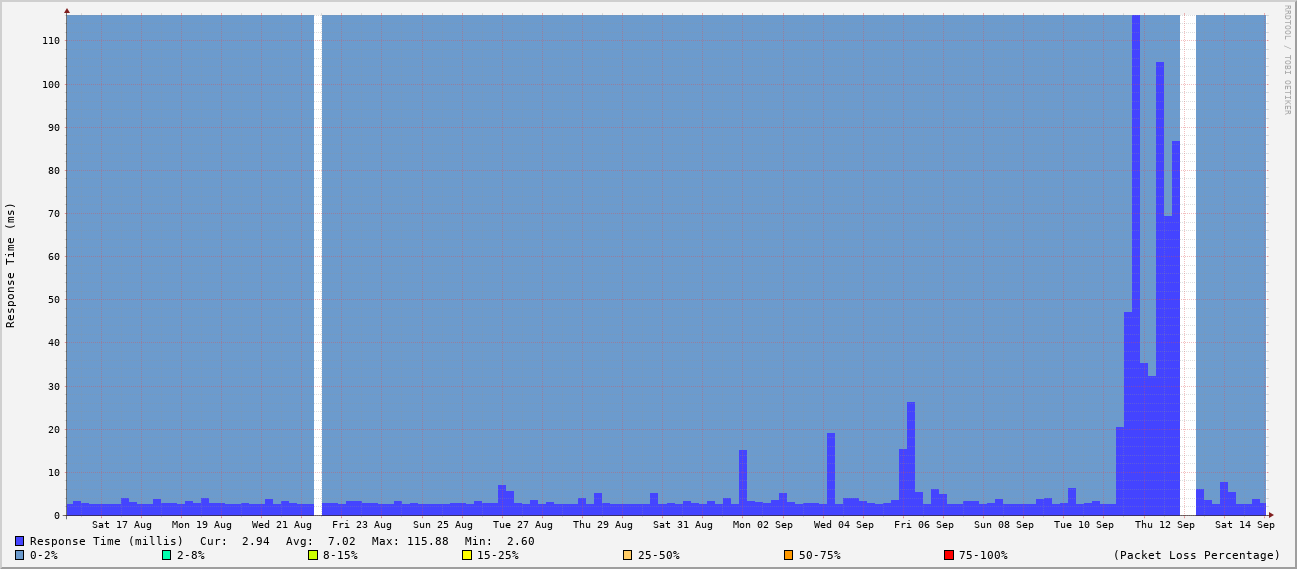 RRDTOOL / TOBI OETIKER
Response Time (ms)
110
100
90
80
70
60
50
40
30
20
10
0
Sat 17 Aug Mon 19 Aug Wed 21 Aug Fri 23 Aug Sun 25 Aug Tue 27 Aug Thu 29 Aug Sat 31 Aug Mon 02 Sep Wed 04 Sep Fri 06 Sep Sun 08 Sep Tue 10 Sep Thu 12 Sep Sat 14 Sep
Response Time (millis) Cur: 2.94 Avg: 7.02 Max: 115.88 Min: 2.60
0-2% 2-8% 8-15% 15-25% 25-50% 50-75% 75-100% (Packet Loss Percentage)